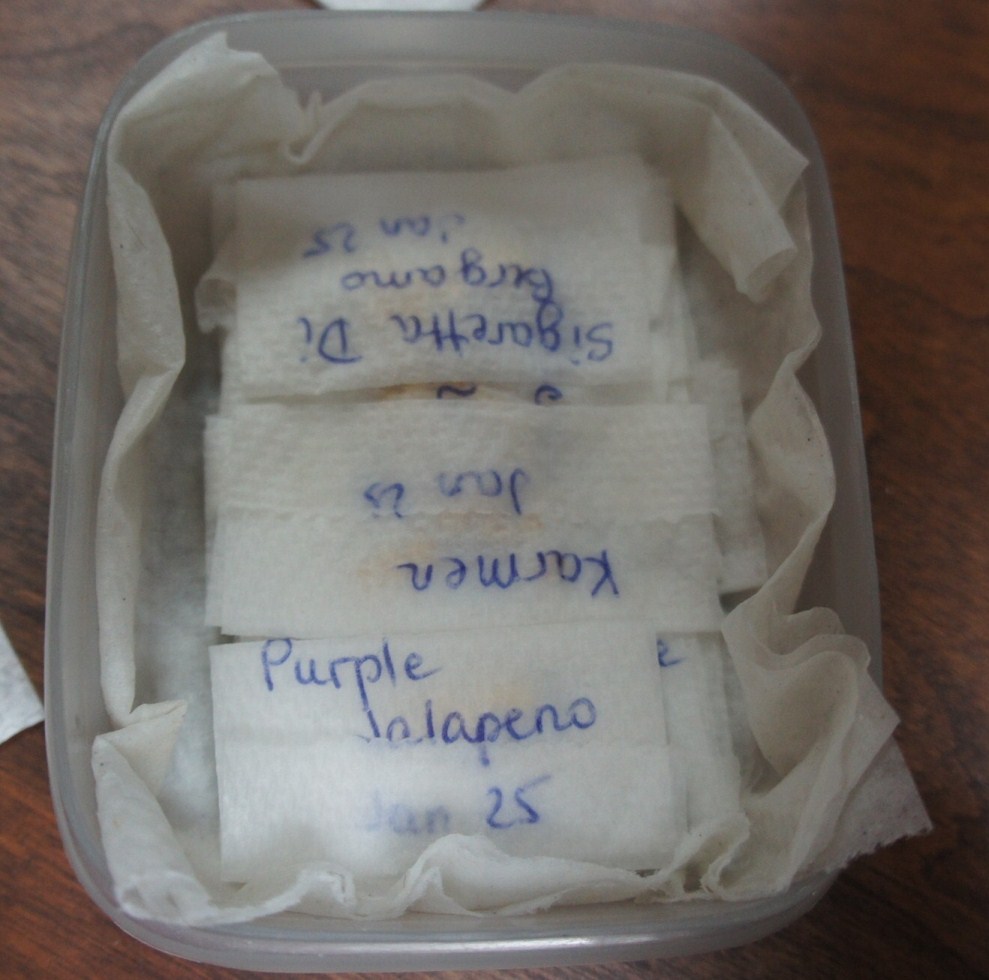 Sigaretta Di
Bergamo
Jan 25
Karmen
Jan 25
Purple
Jalapeno
Jan 25